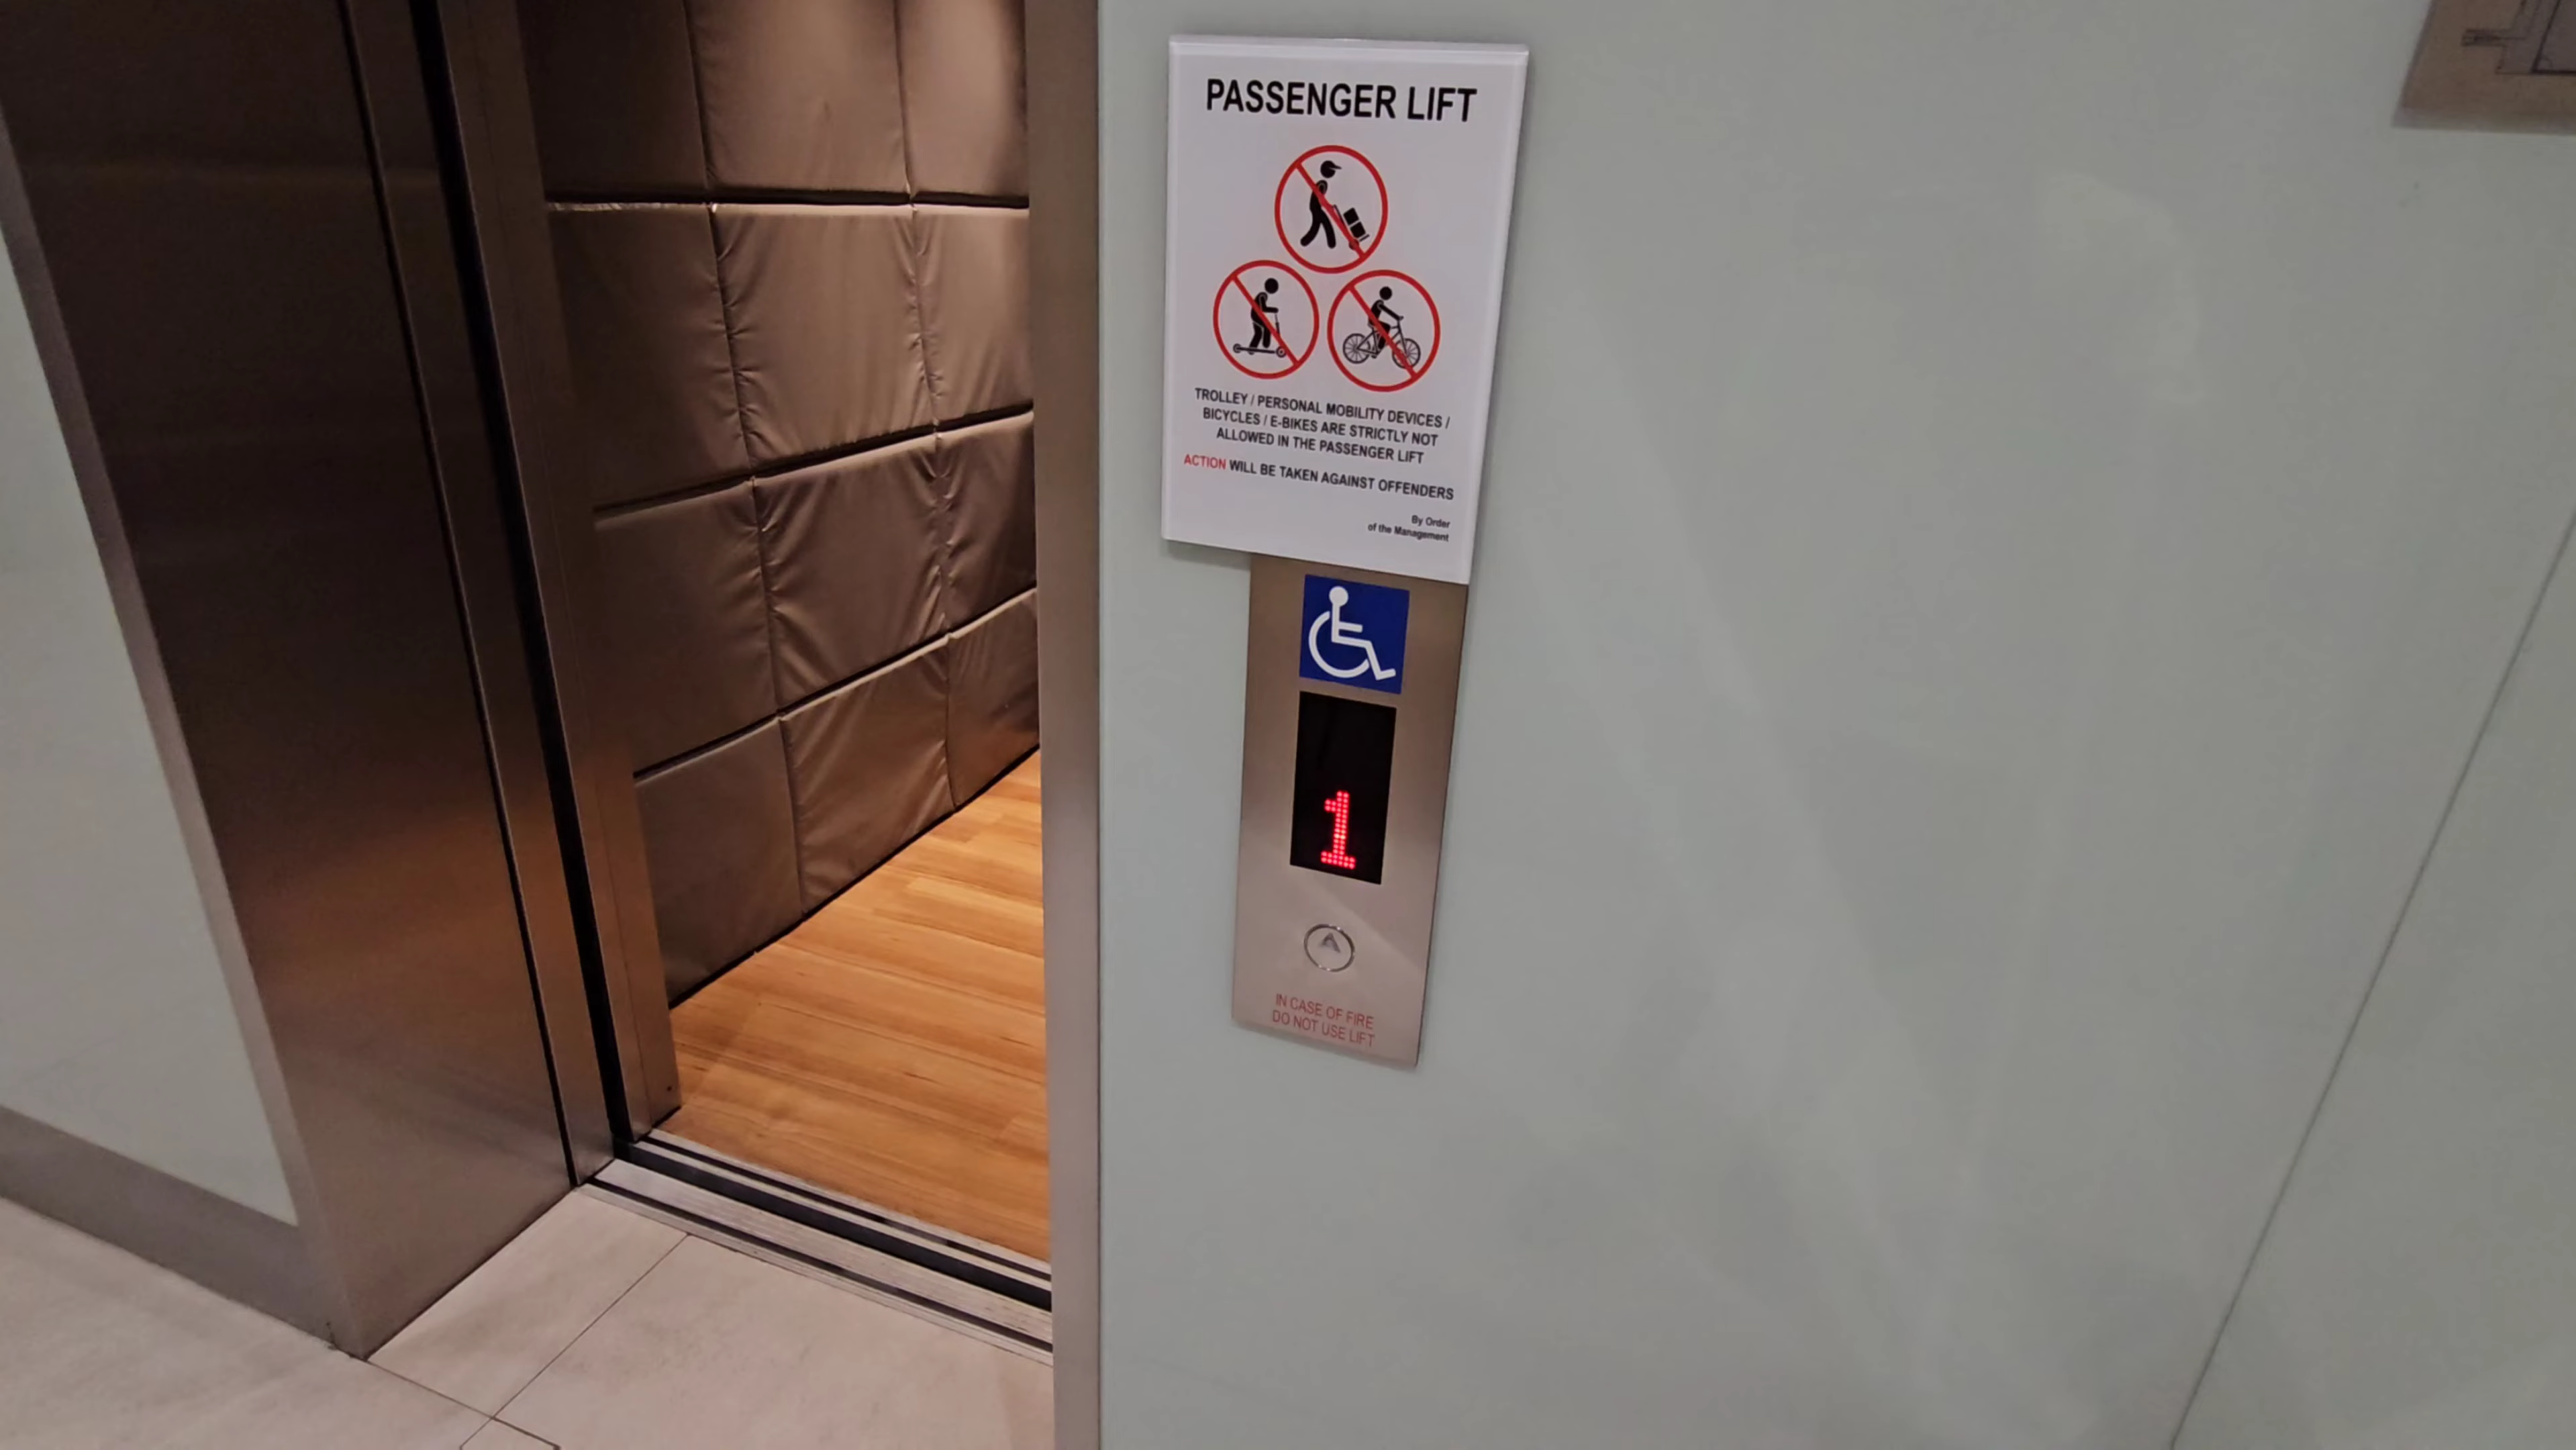 PASSENGER LIFT
TROLLEY / PERSONAL MOBILITY DEVICES /
BICYCLES / E-BIKES ARE STRICTLY NOT
ALLOWED IN THE PASSENGER LIFT
ACTION WILL BE TAKEN AGAINST OFFENDERS
By Order
of the Management
1
IN CASE OF FIRE
DO NOT USE LIFT